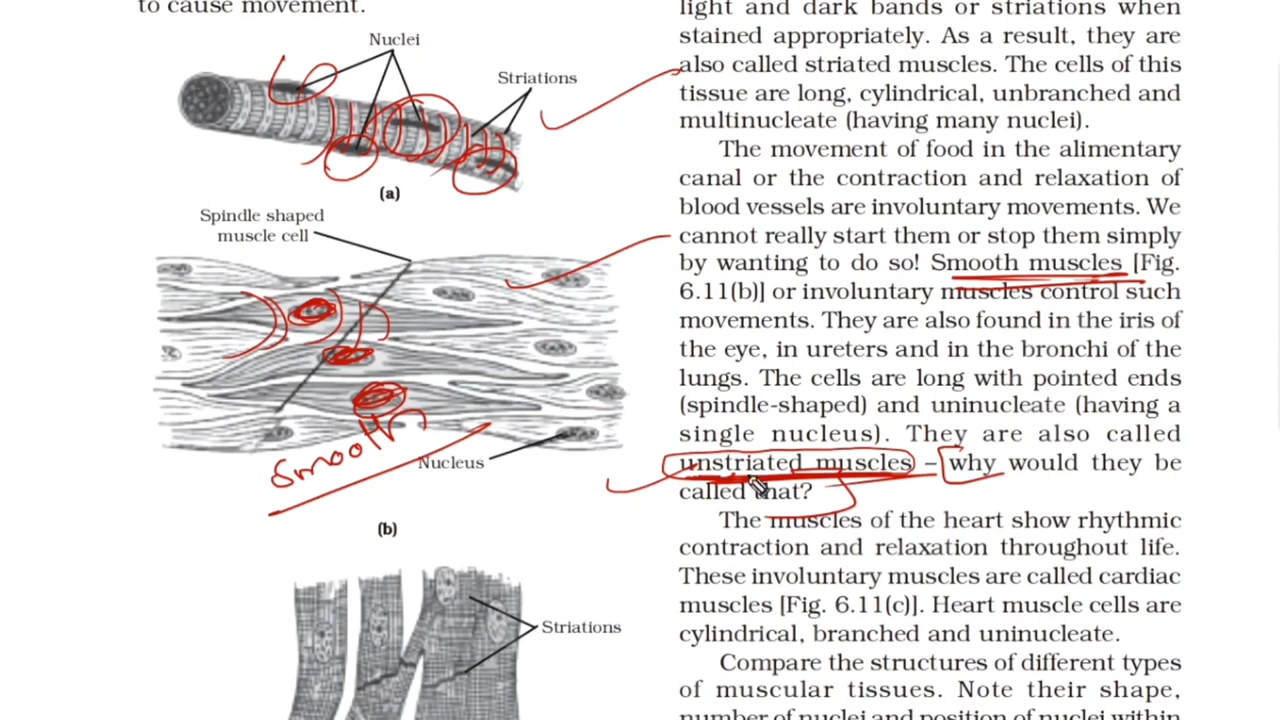 to cause movement.
Nuclei
Striations
(a)
Spindle shaped
muscle cell
Smooth
Nucleus
(b)
Striations
light and dark bands or striations when
stained appropriately. As a result, they are
also called striated muscles. The cells of this
tissue are long, cylindrical, unbranched and
multinucleate (having many nuclei).
The movement of food in the alimentary
canal or the contraction and relaxation of
blood vessels are involuntary movements. We
cannot really start them or stop them simply
by wanting to do so! Smooth muscles [Fig.
6.11(b)] or involuntary muscles control such
movements. They are also found in the iris of
the eye, in ureters and in the bronchi of the
lungs. The cells are long with pointed ends
(spindle-shaped) and uninucleate (having a
single nucleus). They are also called
unstriated muscles – why would they be
called that?
The muscles of the heart show rhythmic
contraction and relaxation throughout life.
These involuntary muscles are called cardiac
muscles [Fig. 6.11(c)]. Heart muscle cells are
cylindrical, branched and uninucleate.
Compare the structures of different types
of muscular tissues. Note their shape,
number of nuclei and position of nuclei within